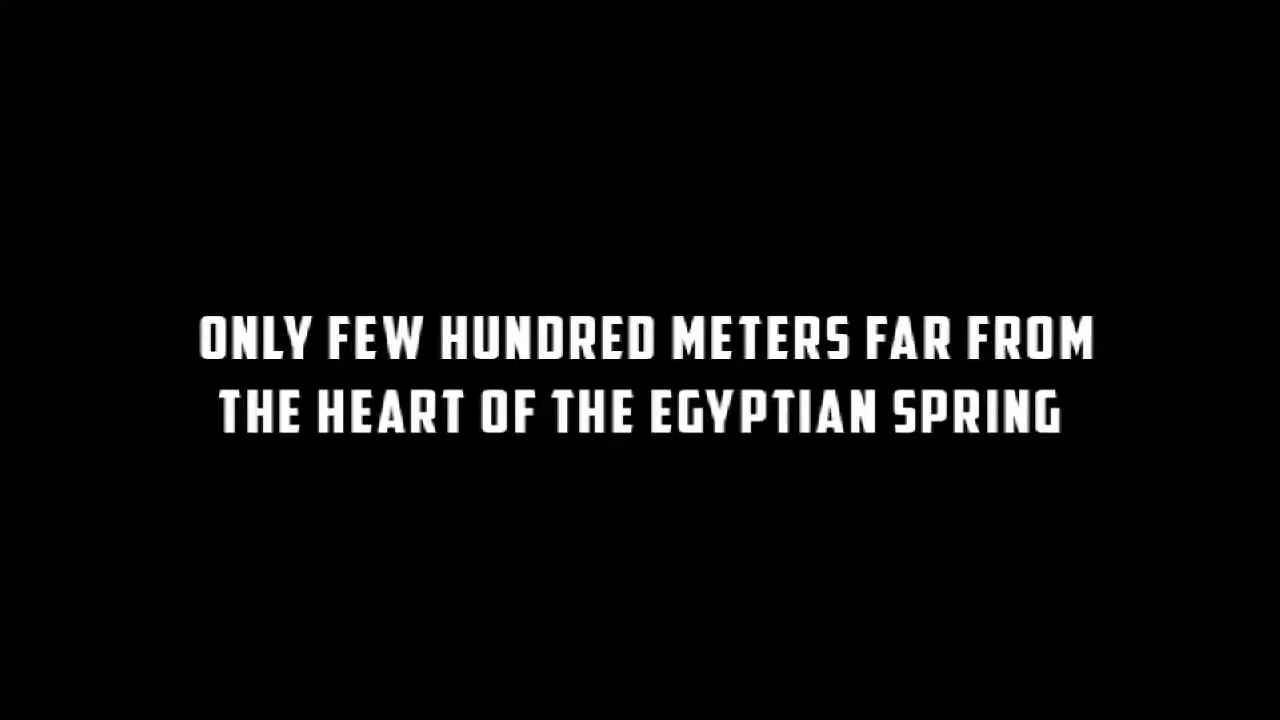 ONLY FEW HUNDRED METERS FAR FROM
THE HEART OF THE EGYPTIAN SPRING